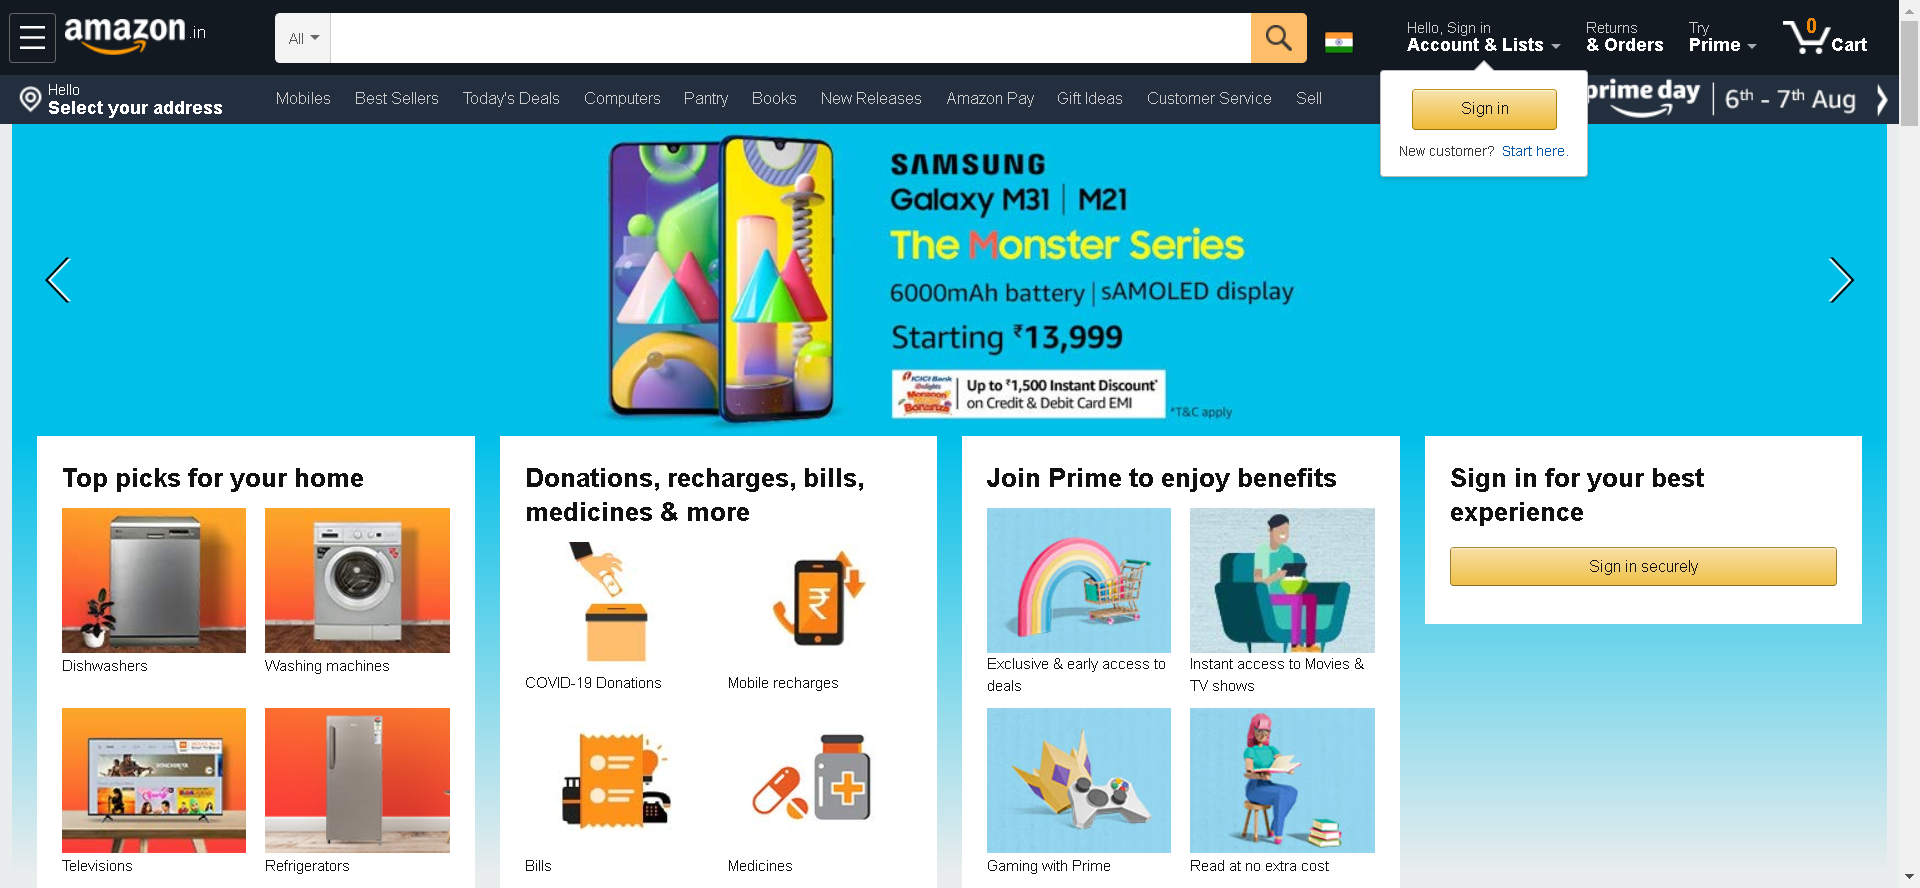 amazon.in
All
Hello, Sign in
Account & Lists
Returns
& Orders
Try
Prime
0
Cart
Hello
Select your address
Mobiles
Best Sellers
Today's Deals
Computers
Pantry
Books
New Releases
Amazon Pay
Gift Ideas
Customer Service
Sell
prime day
6th - 7th Aug
Sign in
New customer? Start here.
SAMSUNG
Galaxy M31 | M21
The Monster Series
6000mAh battery | sAMOLED display
Starting ₹13,999
ICICI Bank
Up to ₹1,500 Instant Discount*
on Credit & Debit Card EMI
*T&C apply
Top picks for your home
Dishwashers
Washing machines
Televisions
Refrigerators
Donations, recharges, bills,
medicines & more
COVID-19 Donations
Mobile recharges
Bills
Medicines
Join Prime to enjoy benefits
Exclusive & early access to
deals
Instant access to Movies &
TV shows
Gaming with Prime
Read at no extra cost
Sign in for your best
experience
Sign in securely